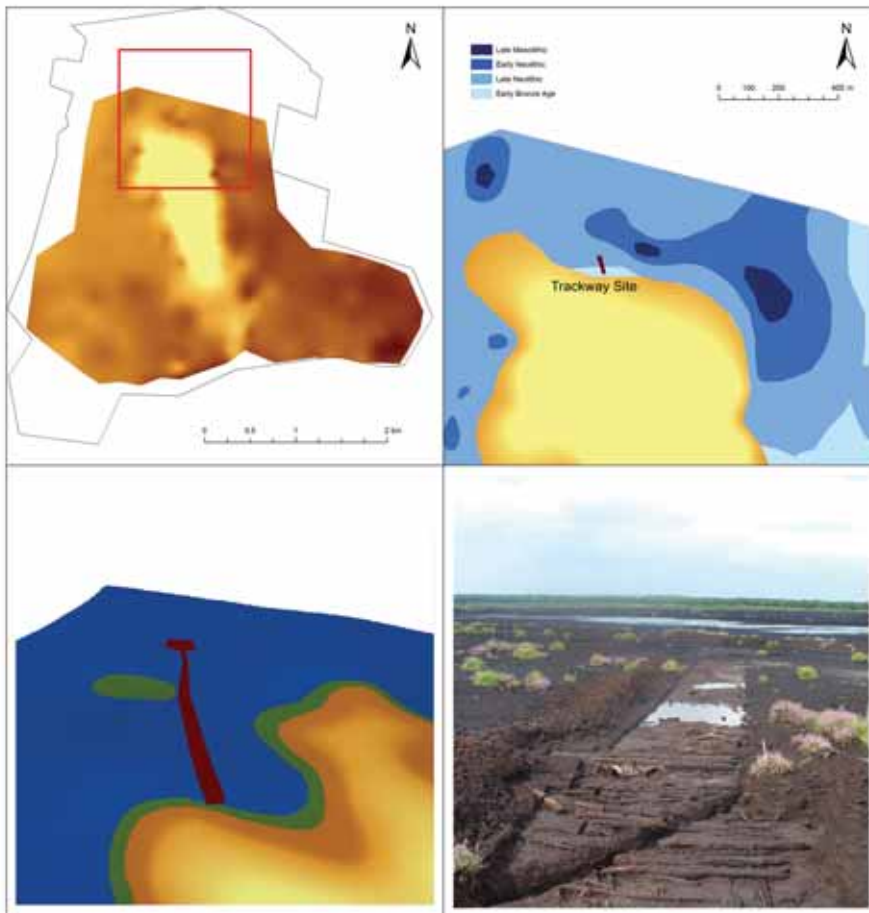 N
0 0.5 1 2 km
N
Late Mesolithic
Early Neolithic
Late Neolithic
Early Bronze Age
0 100 200 400 m
Trackway Site